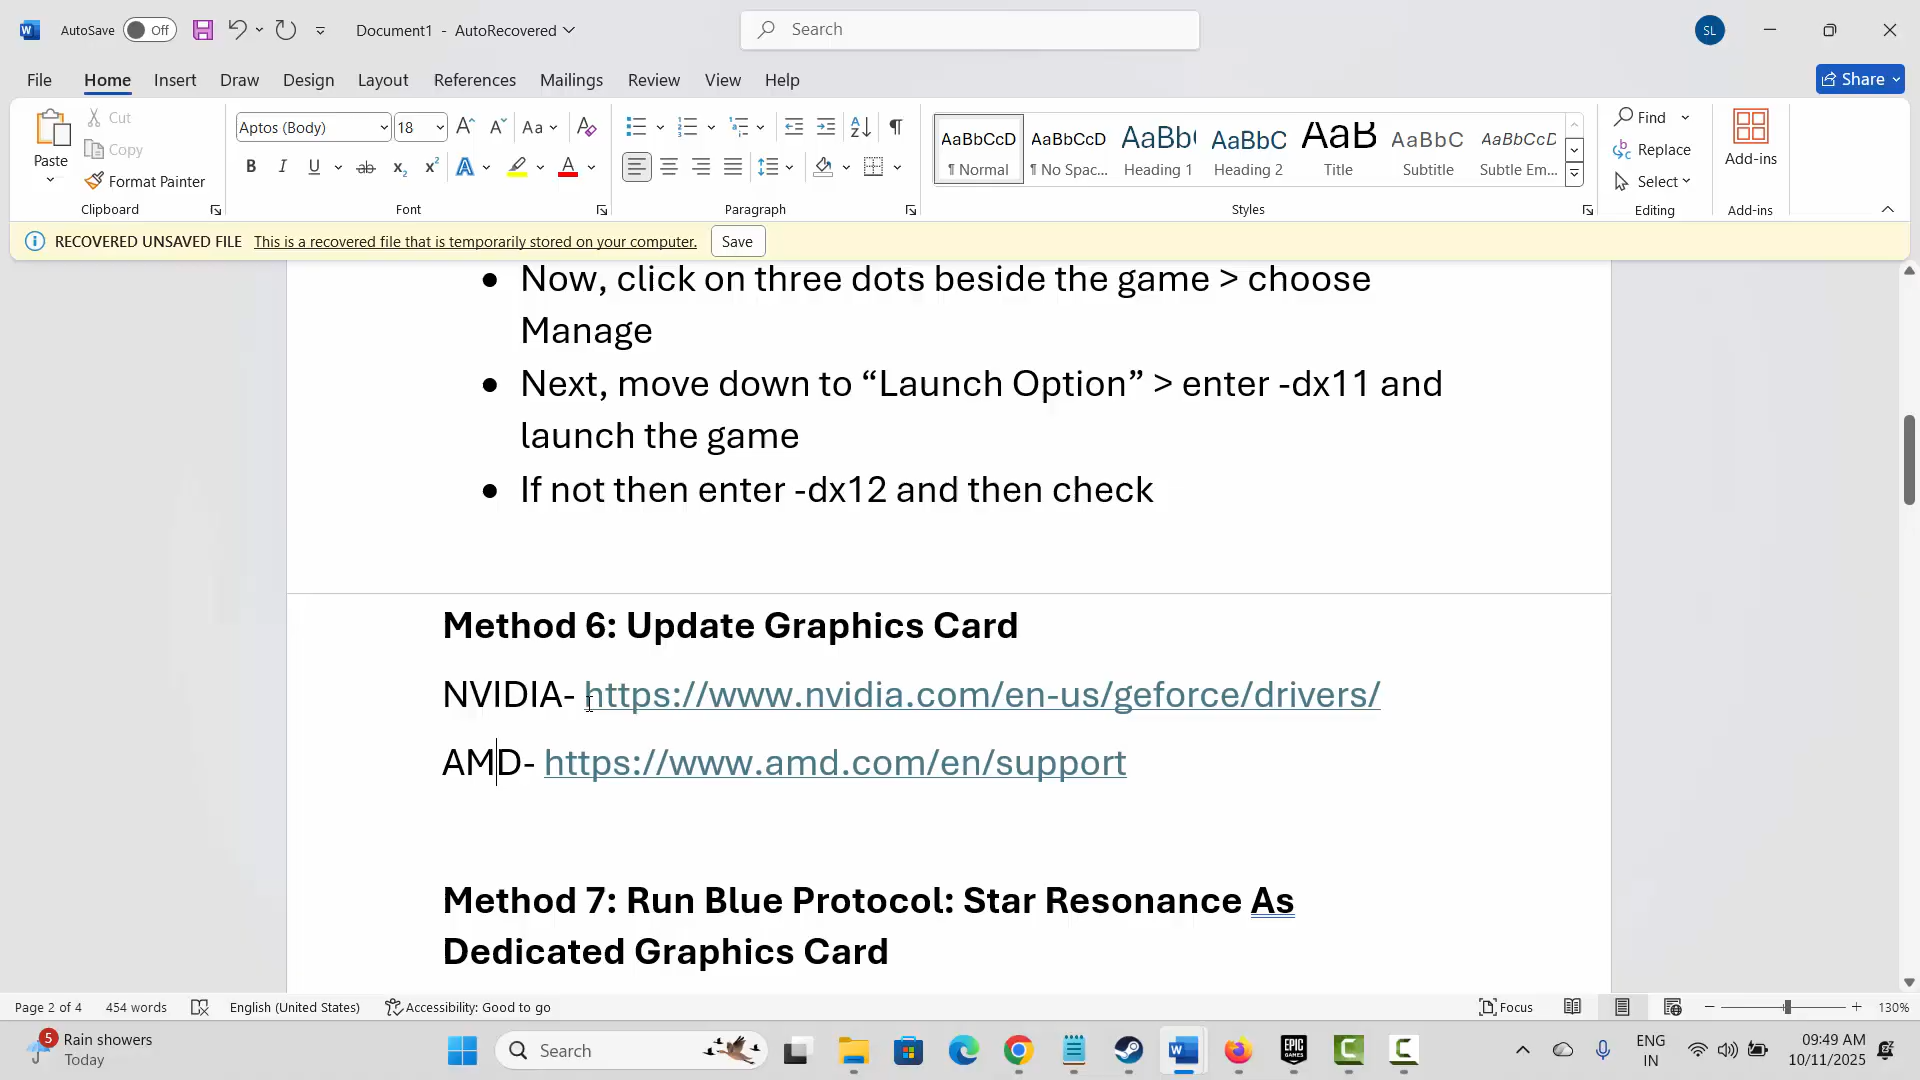 AutoSave Off Document1 - AutoRecovered Search SL
File Home Insert Draw Design Layout References Mailings Review View Help Share
Paste Cut Copy Format Painter Clipboard
Aptos (Body) 18 Aa Font
Paragraph
AaBbCcD AaBbCcD AaBb( AaBbC AaB AaBbC AaBbCcD
¶ Normal ¶ No Spac... Heading 1 Heading 2 Title Subtitle Subtle Em...
Styles
Find Replace Select Editing
Add-ins Add-ins
RECOVERED UNSAVED FILE This is a recovered file that is temporarily stored on your computer. Save
• Now, click on three dots beside the game > choose
Manage
• Next, move down to “Launch Option” > enter -dx11 and
launch the game
• If not then enter -dx12 and then check
Method 6: Update Graphics Card
NVIDIA- https://www.nvidia.com/en-us/geforce/drivers/
AMD- https://www.amd.com/en/support
Method 7: Run Blue Protocol: Star Resonance As
Dedicated Graphics Card
Page 2 of 4 454 words English (United States) Accessibility: Good to go Focus 130%
5 Rain showers
Today
Search
EPIC GAMES
ENG
IN
09:49 AM
10/11/2025